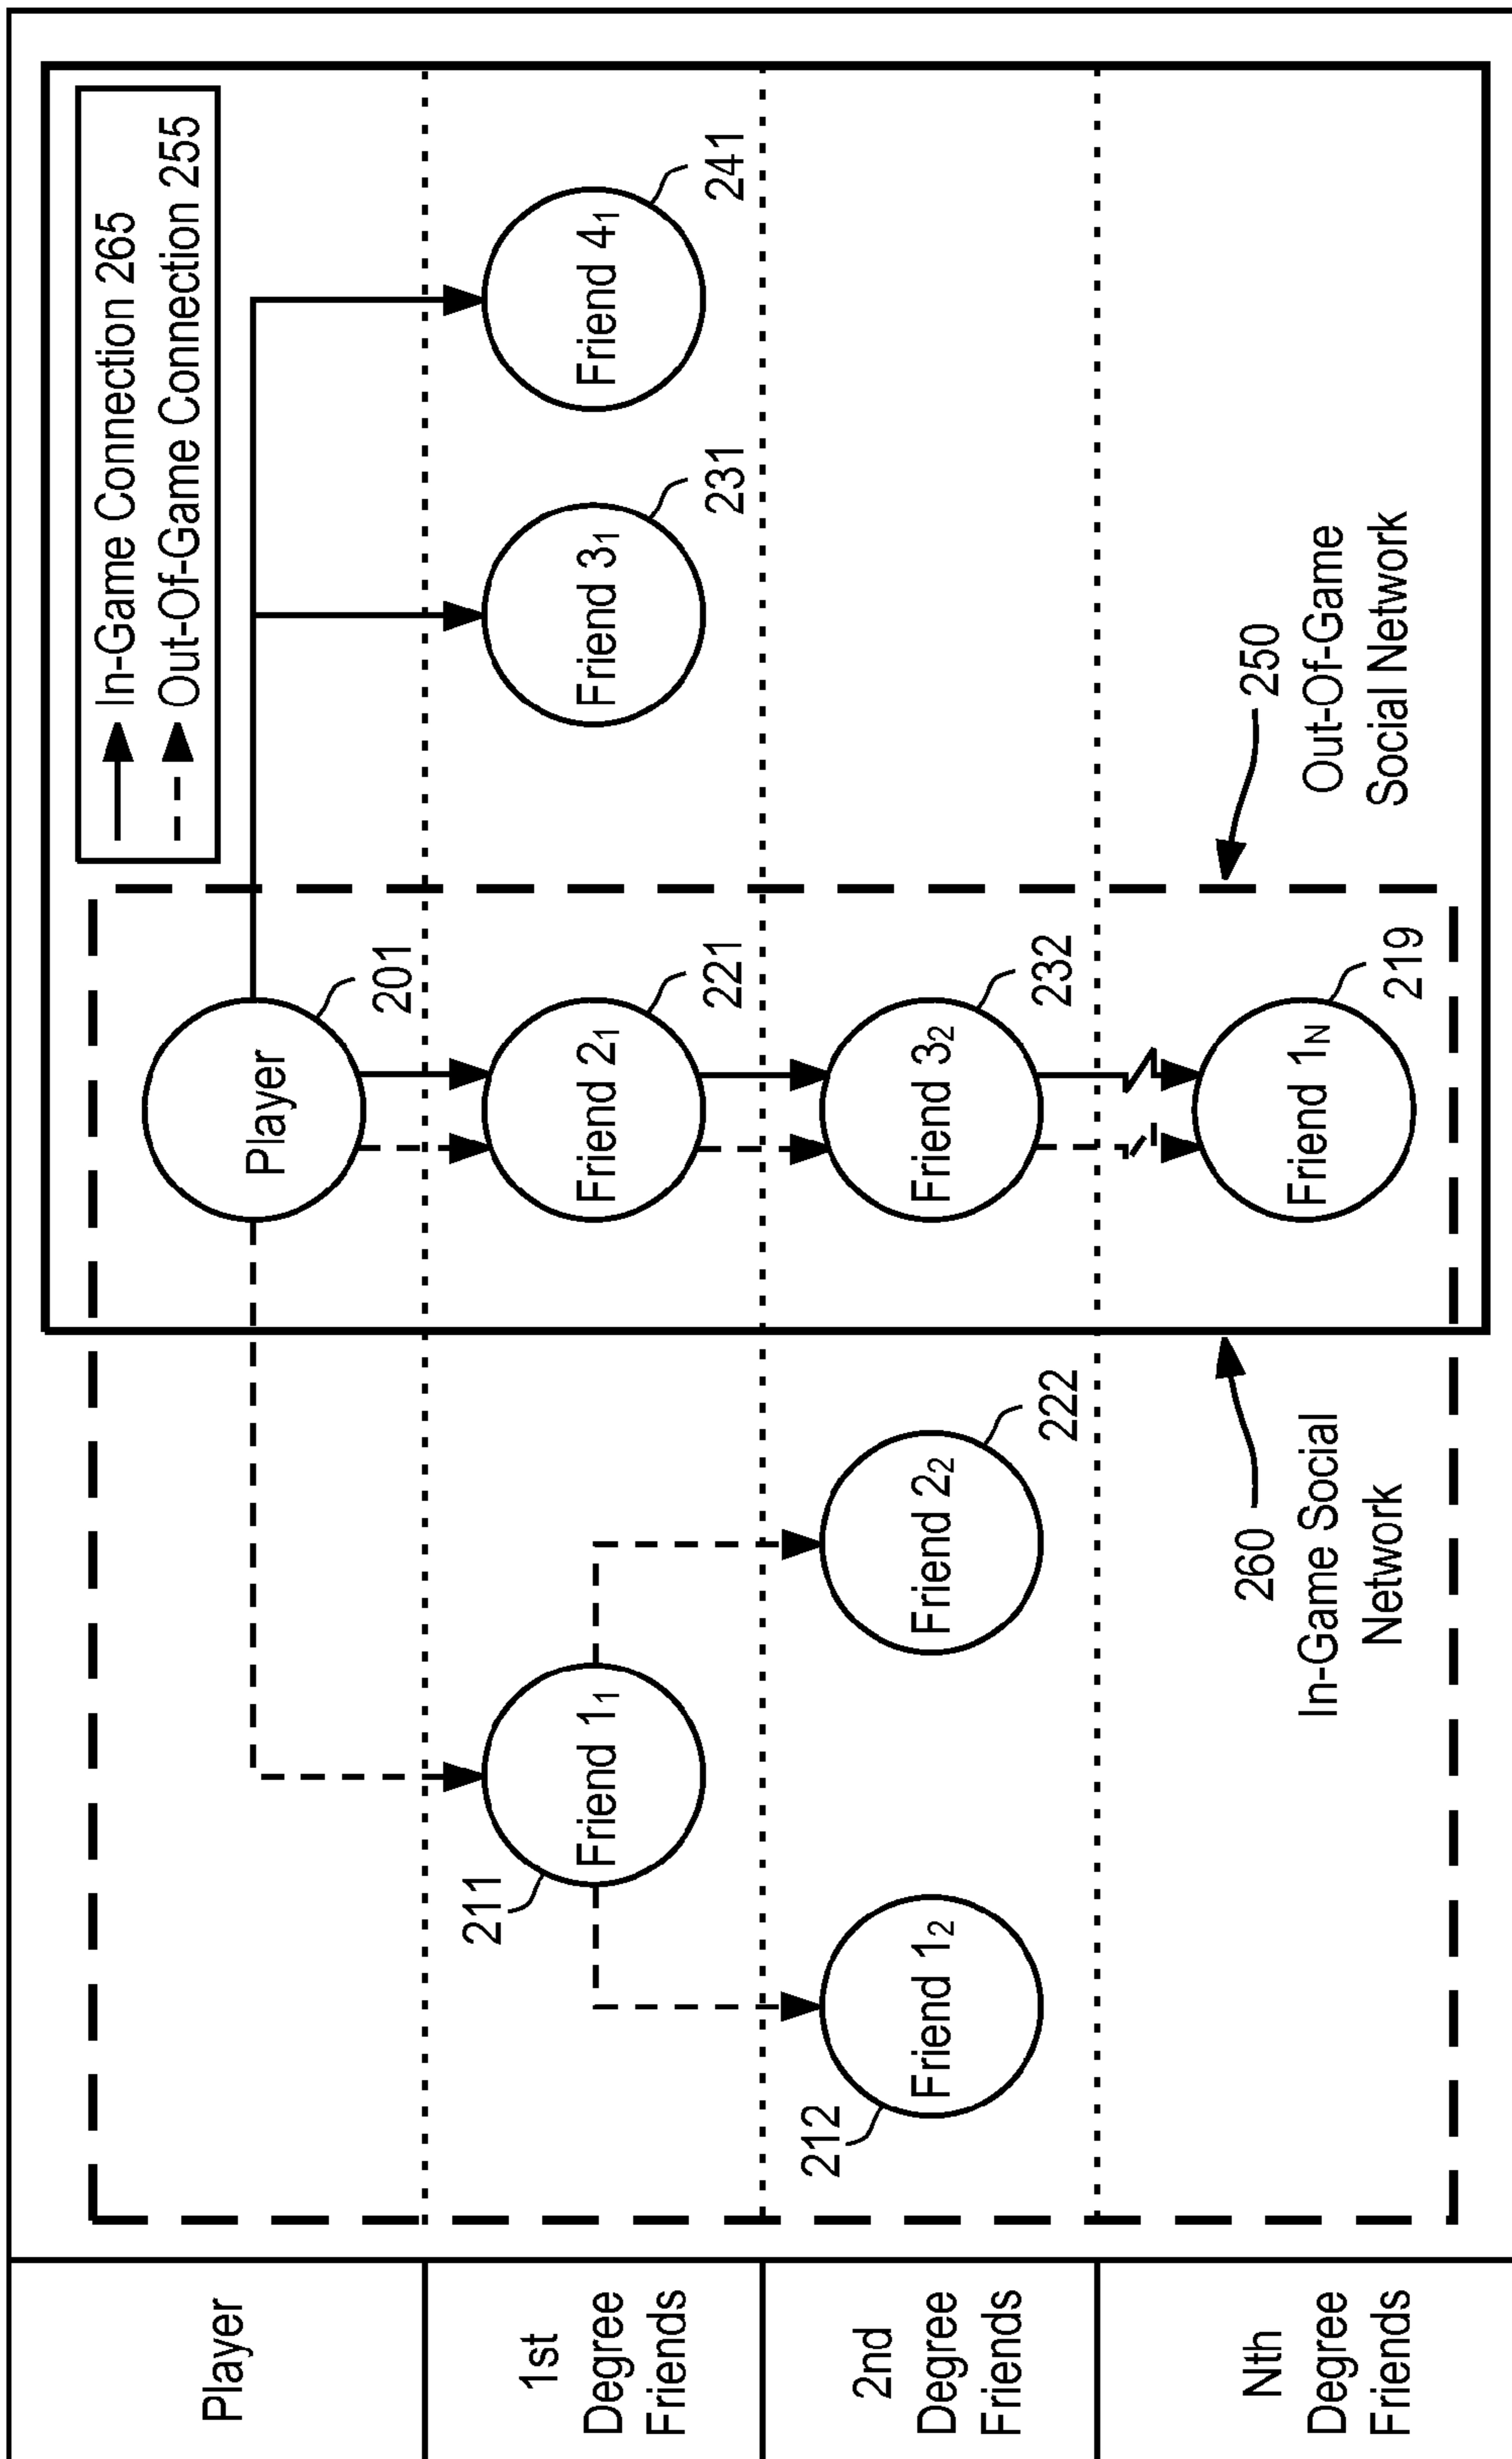 In-Game Connection 265
Out-Of-Game Connection 255
Player
Player
201
1st
Degree
Friends
211
Friend 1₁
Friend 2₁
221
Friend 3₁
231
Friend 4₁
241
2nd
Degree
Friends
212
Friend 1₂
Friend 2₂
222
Friend 3₂
232
Nth
Degree
Friends
260
In-Game Social
Network
Friend 1N
219
250
Out-Of-Game
Social Network